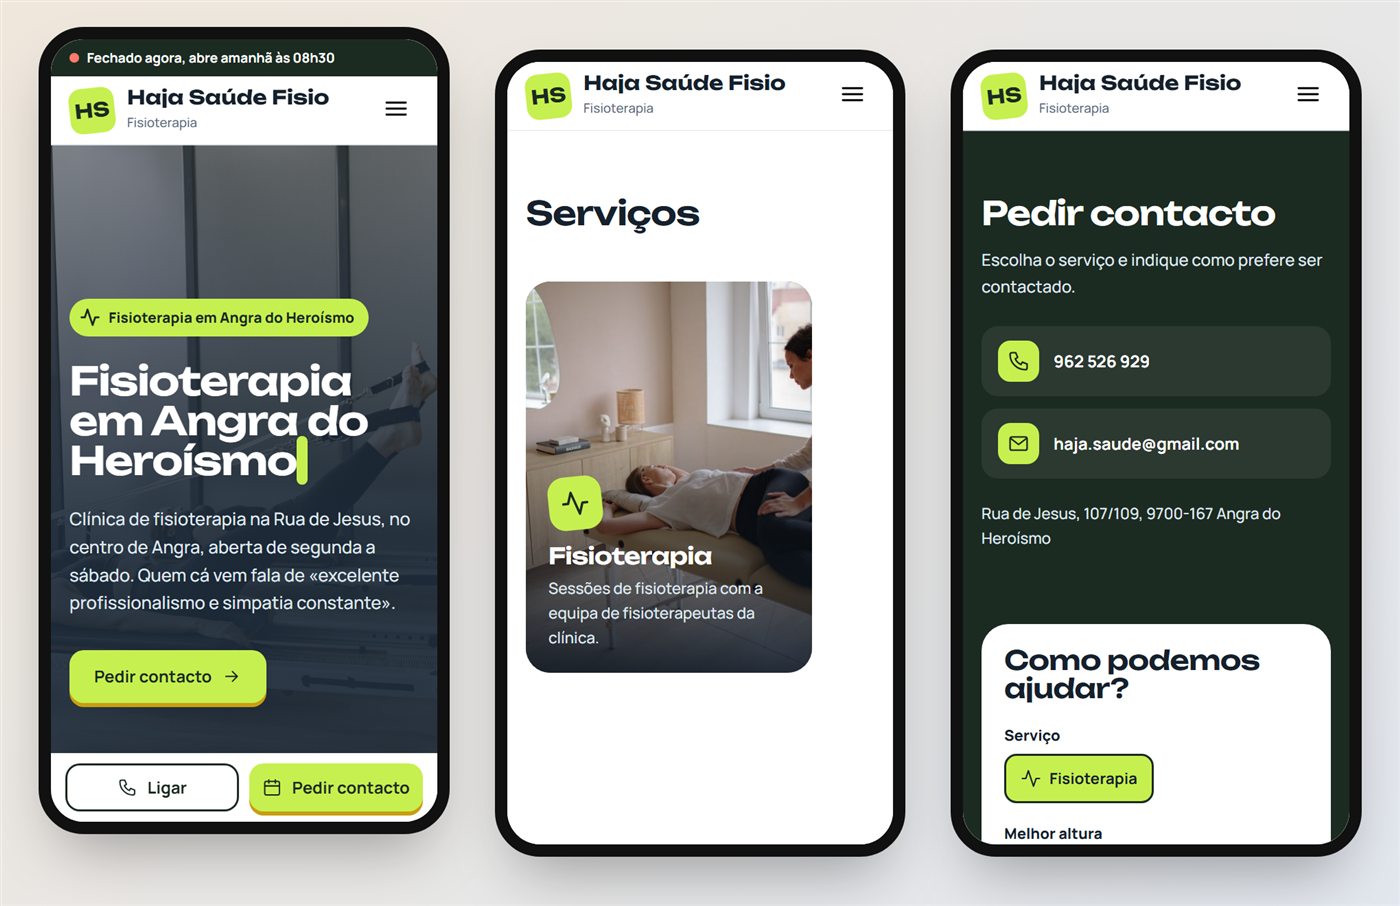 Fechado agora, abre amanhã às 08h30
HS
Haja Saúde Fisio
Fisioterapia
Fisioterapia em Angra do Heroísmo
Fisioterapia
em Angra do
Heroísmo
Clínica de fisioterapia na Rua de Jesus, no
centro de Angra, aberta de segunda a
sábado. Quem cá vem fala de «excelente
profissionalismo e simpatia constante».
Pedir contacto
Ligar
Pedir contacto
HS
Haja Saúde Fisio
Fisioterapia
Serviços
Fisioterapia
Sessões de fisioterapia com a
equipa de fisioterapeutas da
clínica.
HS
Haja Saúde Fisio
Fisioterapia
Pedir contacto
Escolha o serviço e indique como prefere ser
contactado.
962 526 929
haja.saude@gmail.com
Rua de Jesus, 107/109, 9700-167 Angra do
Heroísmo
Como podemos
ajudar?
Serviço
Fisioterapia
Melhor altura